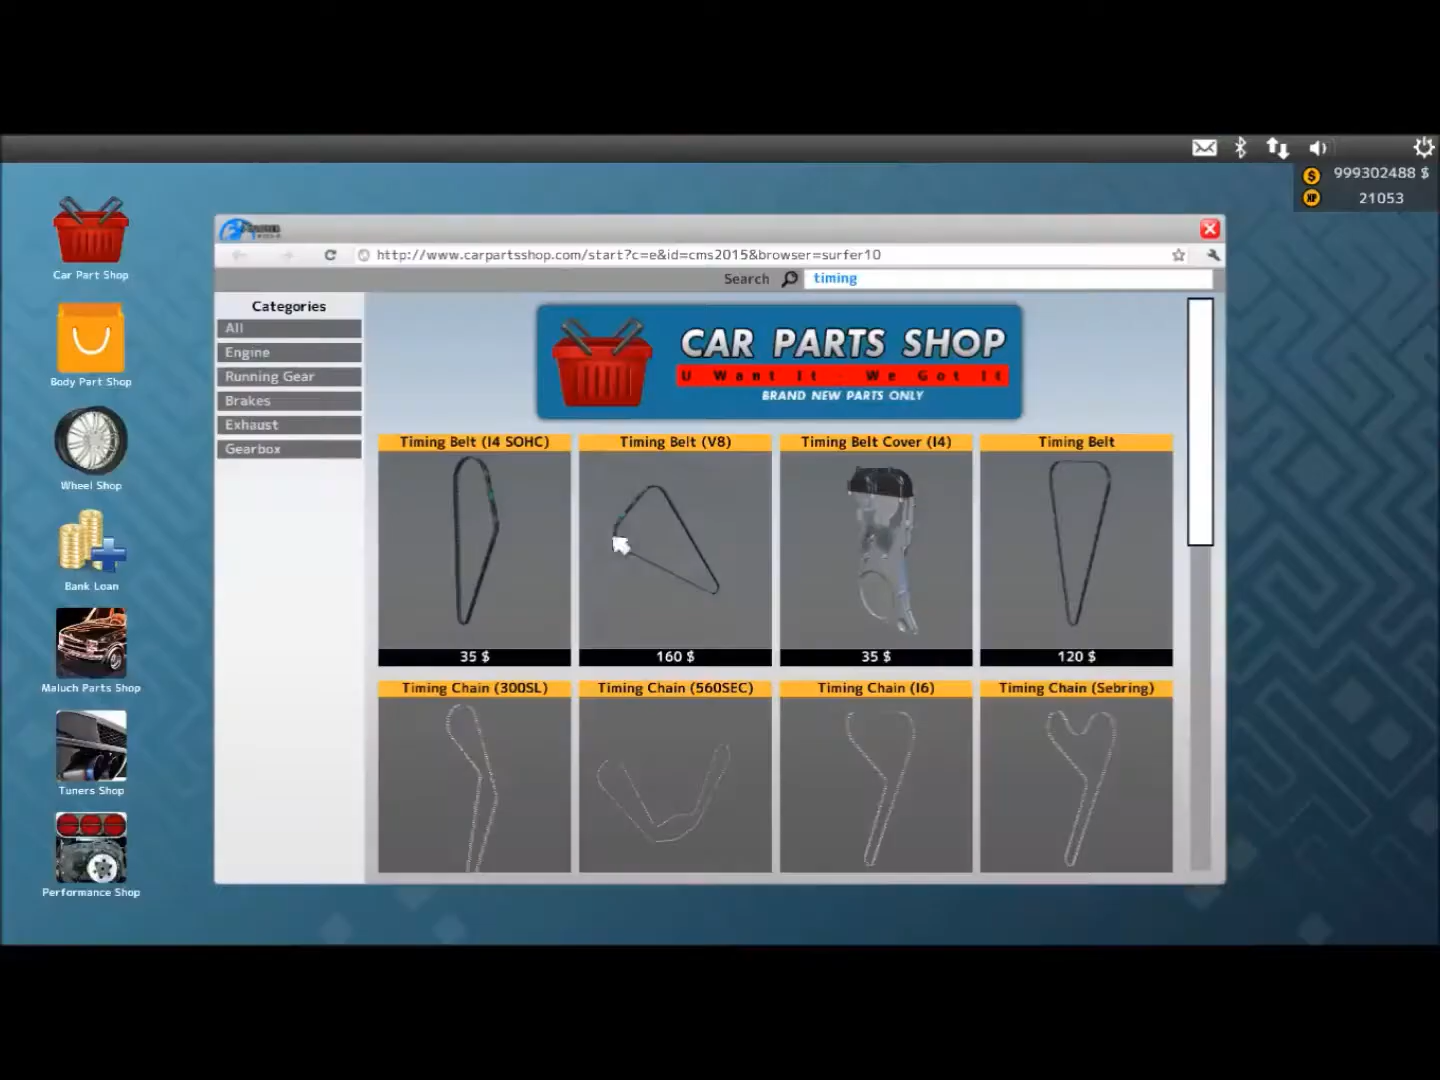 999302488 $
21053
http://www.carpartsshop.com/start?c=e&id=cms2015&browser=surfer10
Search
timing
Categories
All
Engine
Running Gear
Brakes
Exhaust
Gearbox
CAR PARTS SHOP
U Want It - We Got It
BRAND NEW PARTS ONLY
Timing Belt (I4 SOHC)
Timing Belt (V8)
Timing Belt Cover (I4)
Timing Belt
35 $
160 $
35 $
120 $
Timing Chain (300SL)
Timing Chain (560SEC)
Timing Chain (I6)
Timing Chain (Sebring)
Car Part Shop
Body Part Shop
Wheel Shop
Bank Loan
Maluch Parts Shop
Tuners Shop
Performance Shop